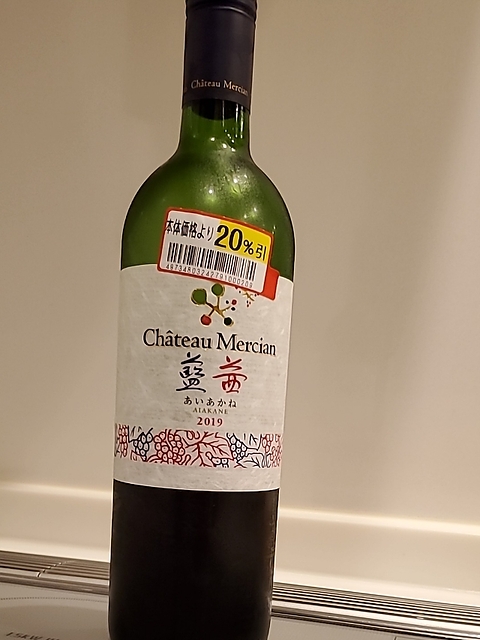 Château Mercian
本体価格より20%引
Château Mercian
藍茜
あいあかね
AIAKANE
2019